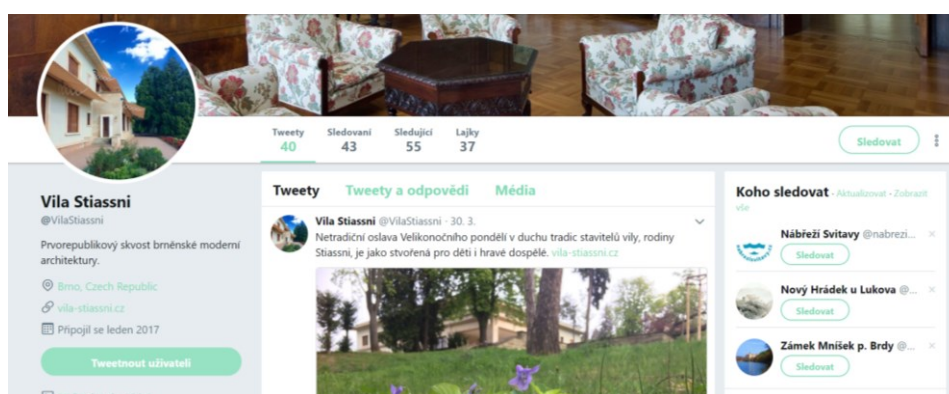 Tweety Sledovaní Sledující Lajky
40 43 55 37
Sledovat
Vila Stiassni
@VilaStiassni
Prvorepublikový skvost brněnské moderní
architektury.
Brno, Czech Republic
vila-stiassni.cz
Připojil se leden 2017
Tweetnout uživateli
Tweety Tweety a odpovědi Média
Vila Stiassni @VilaStiassni · 30. 3.
Netradiční oslava Velikonočního pondělí v duchu tradic stavitelů vily, rodiny
Stiassni, je jako stvořená pro děti i hravé dospělé. vila-stiassni.cz
Koho sledovat · Aktualizovat · Zobrazit
vše
Nábřeží Svitavy @nabrezi...
Sledovat
Nový Hrádek u Lukova @...
Sledovat
Zámek Mníšek p. Brdy @...
Sledovat